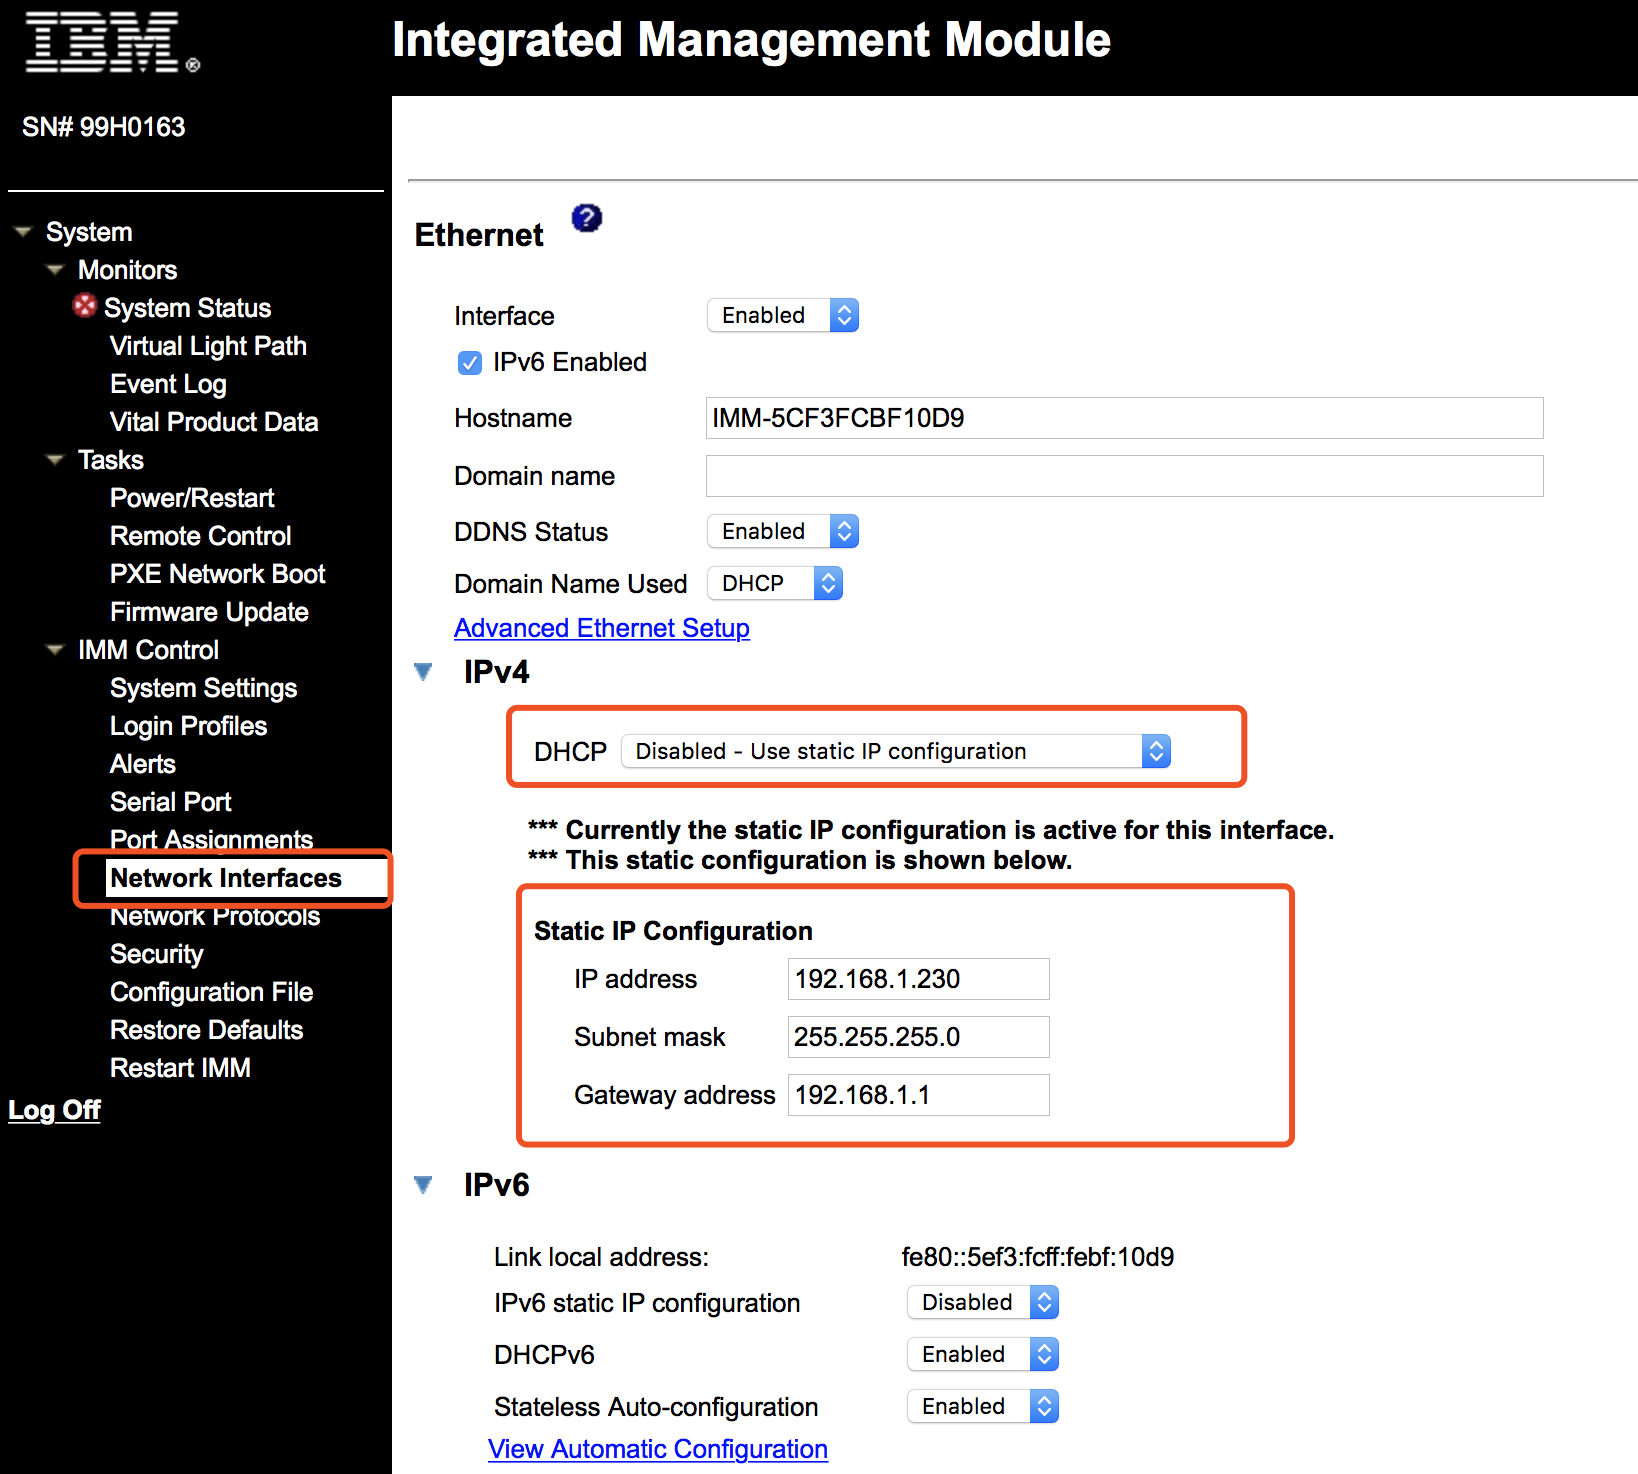 IBM®
Integrated Management Module
SN# 99H0163
System
Monitors
System Status
Virtual Light Path
Event Log
Vital Product Data
Tasks
Power/Restart
Remote Control
PXE Network Boot
Firmware Update
IMM Control
System Settings
Login Profiles
Alerts
Serial Port
Port Assignments
Network Interfaces
Network Protocols
Security
Configuration File
Restore Defaults
Restart IMM
Log Off
Ethernet ?
Interface Enabled
IPv6 Enabled
Hostname IMM-5CF3FCBF10D9
Domain name
DDNS Status Enabled
Domain Name Used DHCP
Advanced Ethernet Setup
IPv4
DHCP Disabled - Use static IP configuration
*** Currently the static IP configuration is active for this interface.
*** This static configuration is shown below.
Static IP Configuration
IP address 192.168.1.230
Subnet mask 255.255.255.0
Gateway address 192.168.1.1
IPv6
Link local address: fe80::5ef3:fcff:febf:10d9
IPv6 static IP configuration Disabled
DHCPv6 Enabled
Stateless Auto-configuration Enabled
View Automatic Configuration